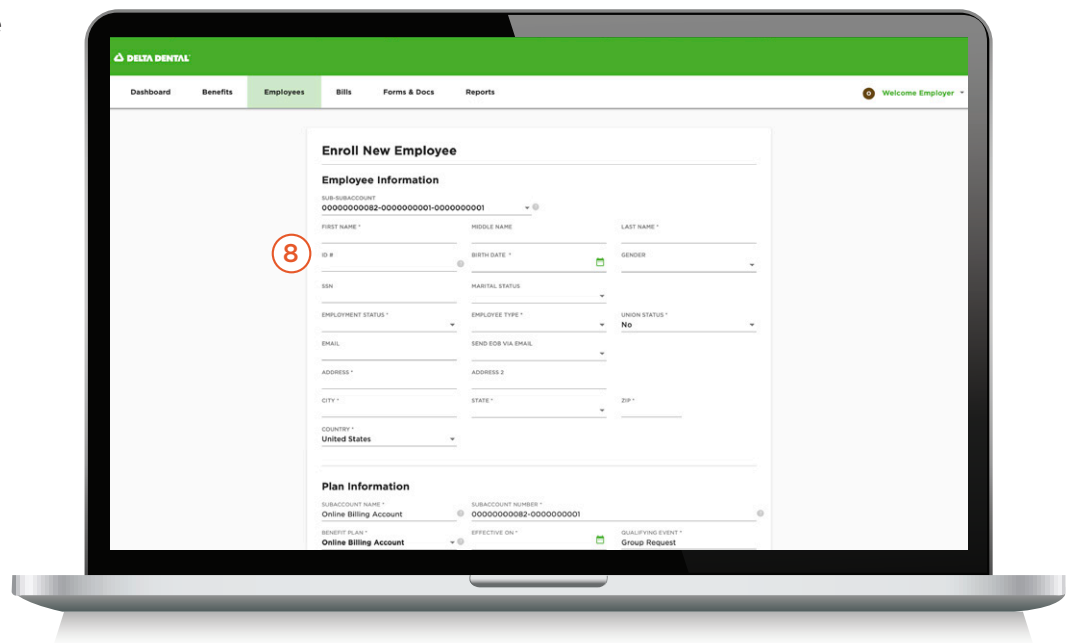 DELTA DENTAL
Dashboard Benefits Employees Bills Forms & Docs Reports Welcome Employer
Enroll New Employee
Employee Information
SUB-SUBACCOUNT
00000000082-0000000001-0000000001
FIRST NAME * MIDDLE NAME LAST NAME *
8
ID # BIRTH DATE * GENDER
SSN MARITAL STATUS
EMPLOYMENT STATUS * EMPLOYEE TYPE * UNION STATUS *
No
EMAIL SEND EOB VIA EMAIL
ADDRESS * ADDRESS 2
CITY * STATE * ZIP *
COUNTRY *
United States
Plan Information
SUBACCOUNT NAME * SUBACCOUNT NUMBER *
Online Billing Account 00000000082-0000000001
BENEFIT PLAN * EFFECTIVE ON * QUALIFYING EVENT *
Online Billing Account Group Request